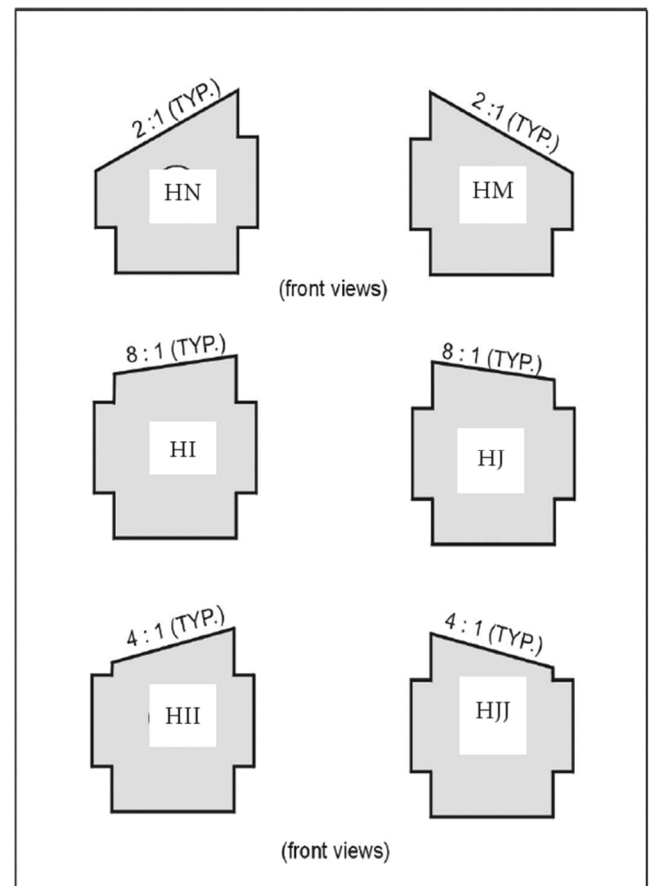 2 :1 (TYP.)
2 :1 (TYP.)
HN
HM
(front views)
8 : 1 (TYP.)
8 : 1 (TYP.)
HI
HJ
4 : 1 (TYP.)
4 : 1 (TYP.)
HII
HJJ
(front views)